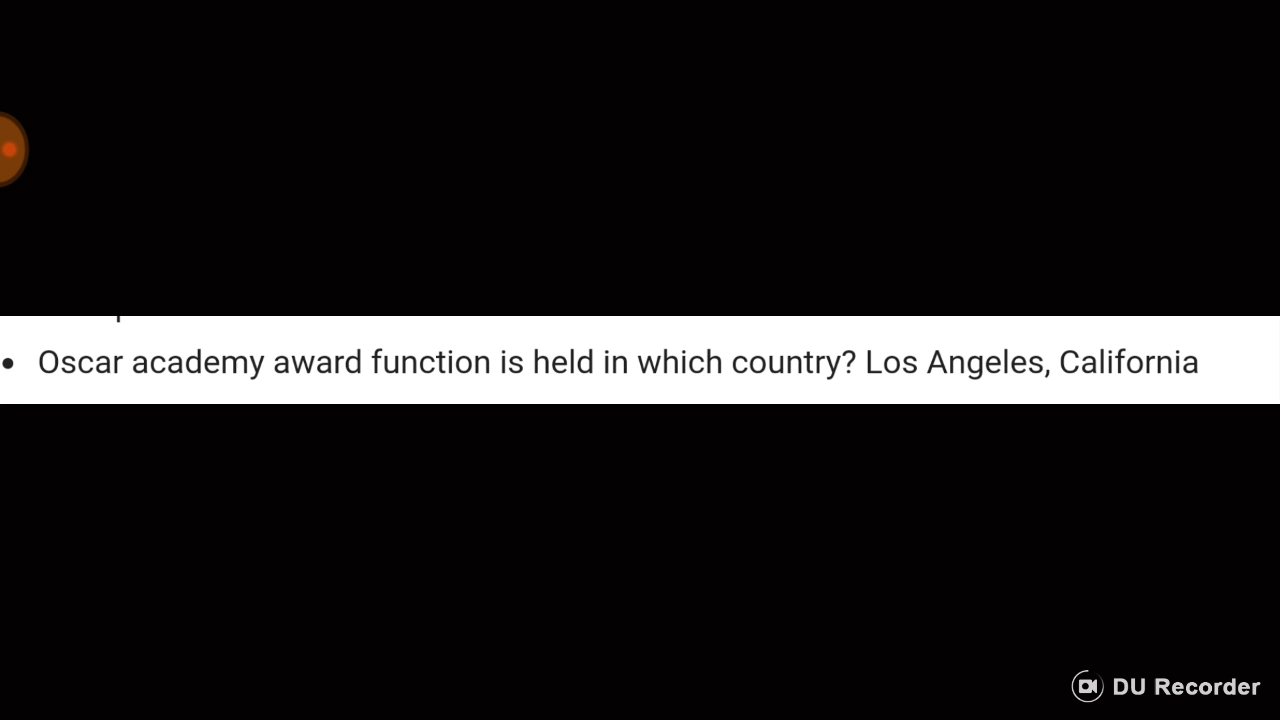 • Oscar academy award function is held in which country? Los Angeles, California
DU Recorder